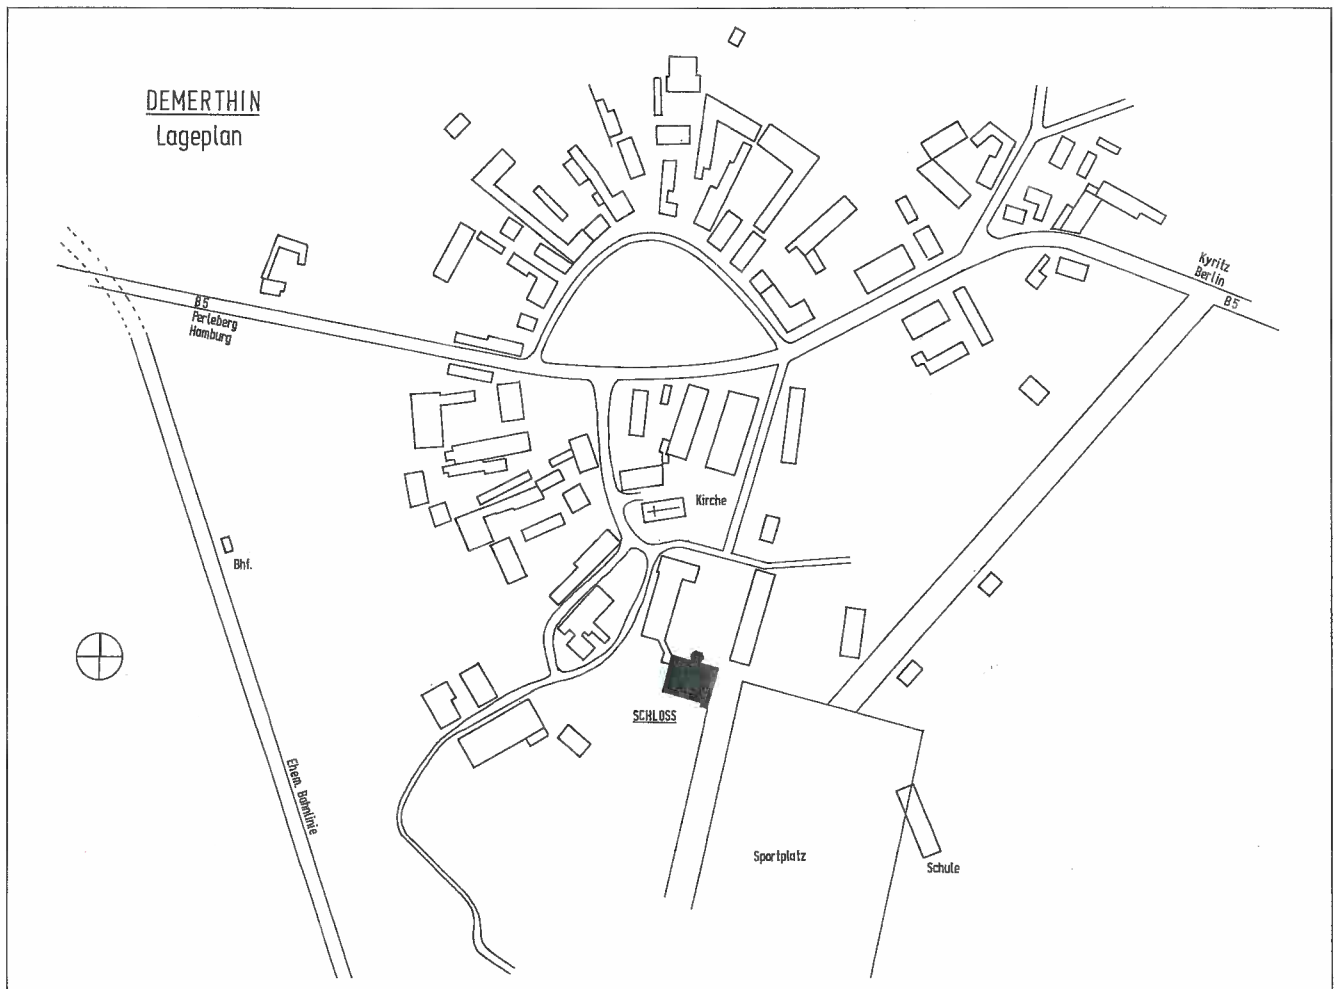 DEMERTHIN
Lageplan
Kyritz
Berlin
B5
B5
Perleberg
Hamburg
Kirche
Bhf.
SCHLOSS
Ehem. Bahnlinie
Sportplatz
Schule